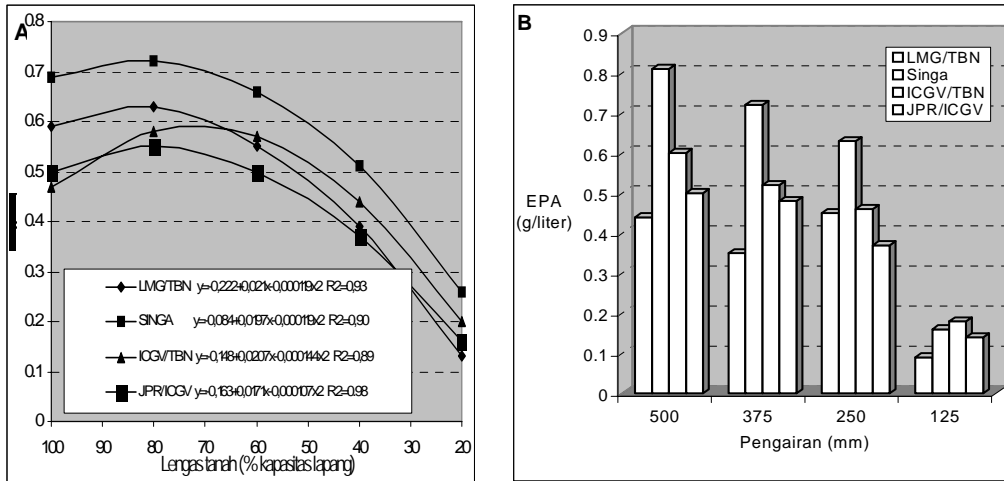 A
0.8
0.7
0.6
0.5
0.4
0.3
0.2
0.1
0
LMG/TBN y=-0,222+0,021x-0,000119x2 R2=0,93
SINGA y=-0,084+0,0197x-0,000119x2 R2=0,90
ICGV/TBN y=-0,148+0,0207x-0,000144x2 R2=0,89
JPR/ICGV y=-0,163+0,0171x-0,000107x2 R2=0.98
100 90 80 70 60 50 40 30 20
Lengas tanah (% kapasitas lapang)
B
0.9
0.8
0.7
0.6
0.5
0.4
0.3
0.2
0.1
0
EPA
(g/liter)
LMG/TBN
Singa
ICGV/TBN
JPR/ICGV
500 375 250 125
Pengairan (mm)